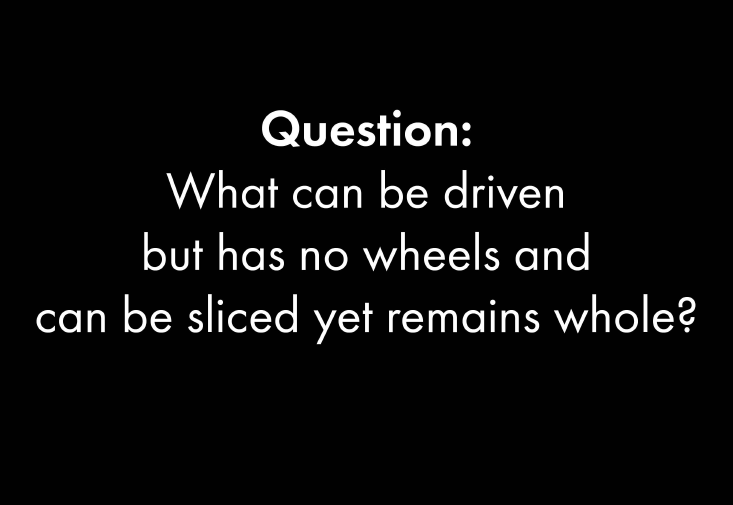 Question:
What can be driven
but has no wheels and
can be sliced yet remains whole?